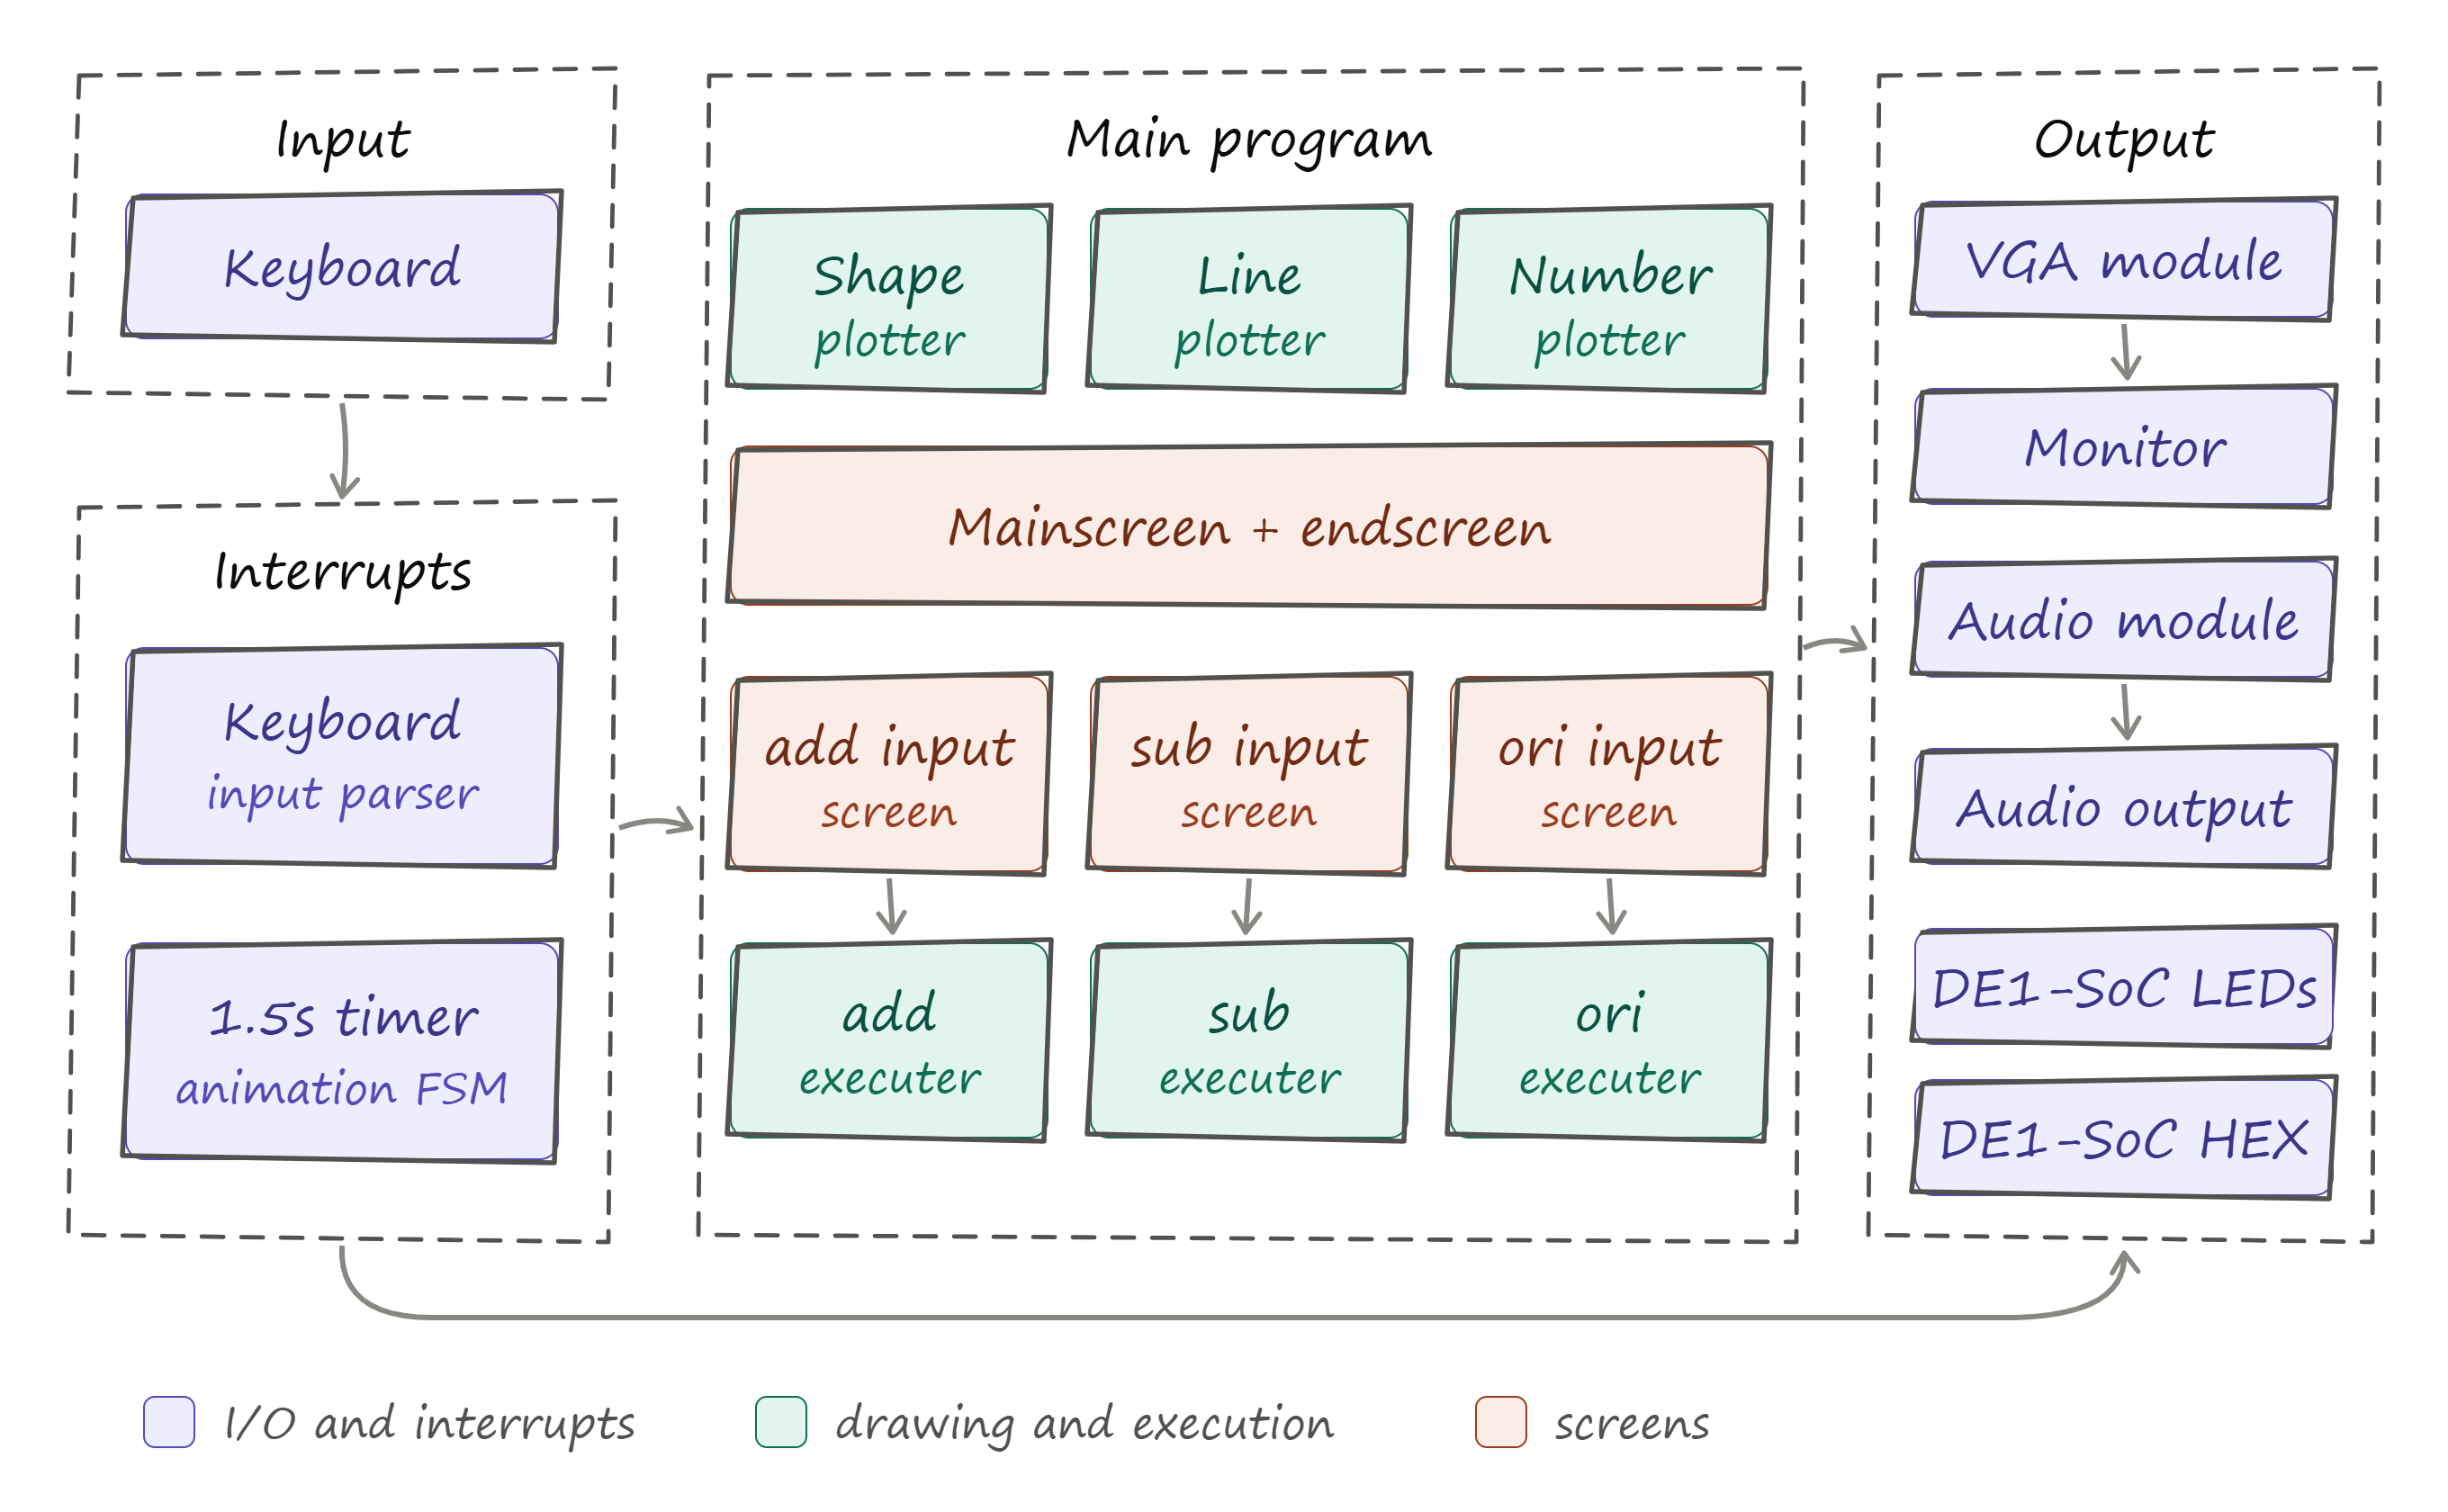 Input
Keyboard
Interrupts
Keyboard
input parser
1.5s timer
animation FSM
Main program
Shape
plotter
Line
plotter
Number
plotter
Mainscreen + endscreen
add input
screen
sub input
screen
ori input
screen
add
executer
sub
executer
ori
executer
Output
VGA module
Monitor
Audio module
Audio output
DE1-SoC LEDs
DE1-SoC HEX
I/O and interrupts
drawing and execution
screens